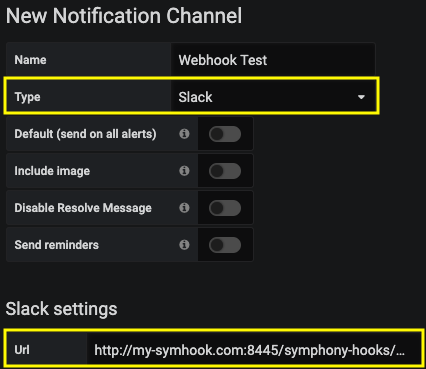 New Notification Channel
Name Webhook Test
Type Slack
Default (send on all alerts)
Include image
Disable Resolve Message
Send reminders
Slack settings
Url http://my-symhook.com:8445/symphony-hooks/...